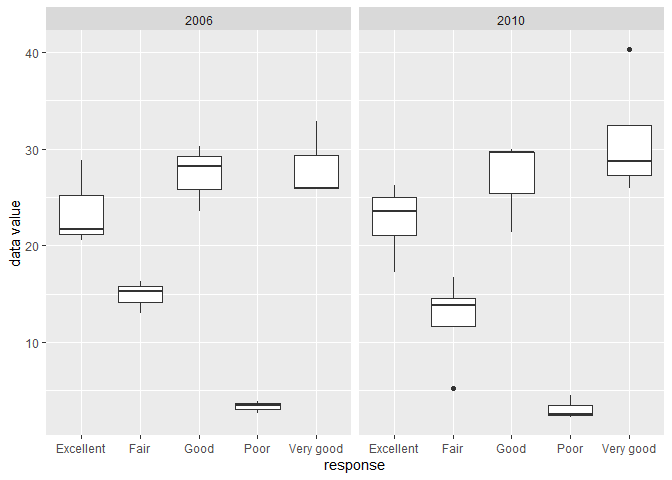 2006 2010
data value
40
30
20
10
Excellent Fair Good Poor Very good Excellent Fair Good Poor Very good
response